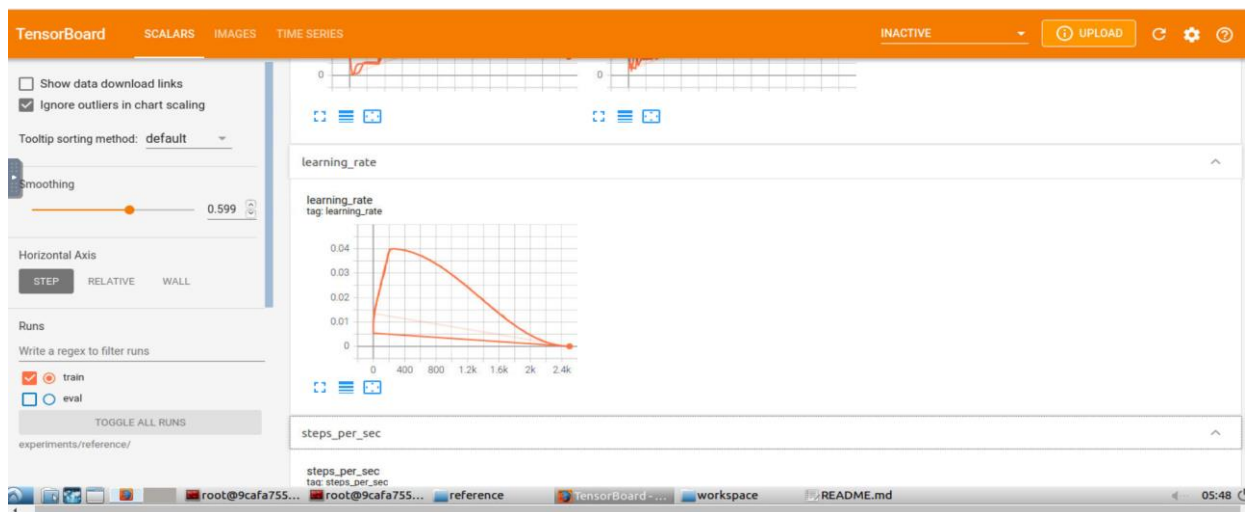 TensorBoard SCALARS IMAGES TIME SERIES INACTIVE UPLOAD
Show data download links
Ignore outliers in chart scaling
Tooltip sorting method: default
Smoothing
0.599
Horizontal Axis
STEP RELATIVE WALL
Runs
Write a regex to filter runs
train
eval
TOGGLE ALL RUNS
experiments/reference/
0
0
learning_rate
learning_rate
tag: learning_rate
0.04
0.03
0.02
0.01
0
0 400 800 1.2k 1.6k 2k 2.4k
steps_per_sec
steps_per_sec
tag: steps_per_sec
root@9cafa755... root@9cafa755... reference TensorBoard - ... workspace README.md 05:48